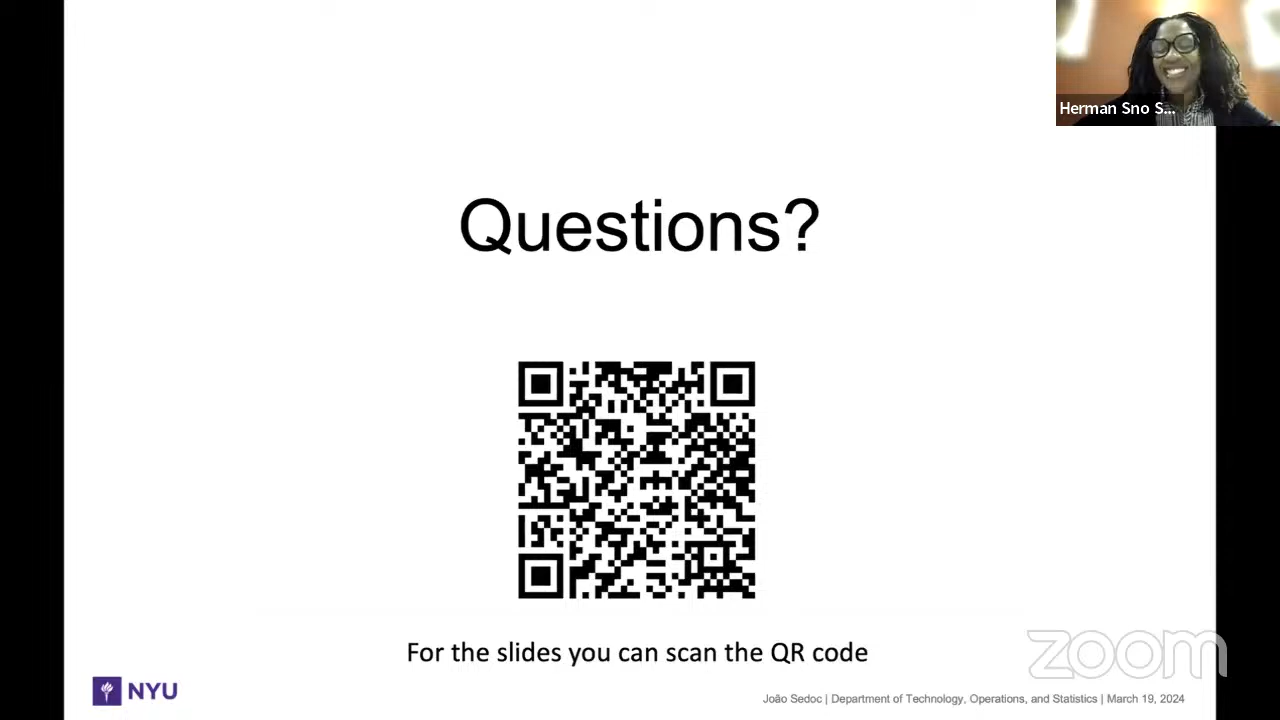 Herman Sno S...
Questions?
For the slides you can scan the QR code
zoom
NYU
João Sedoc | Department of Technology, Operations, and Statistics | March 19, 2024